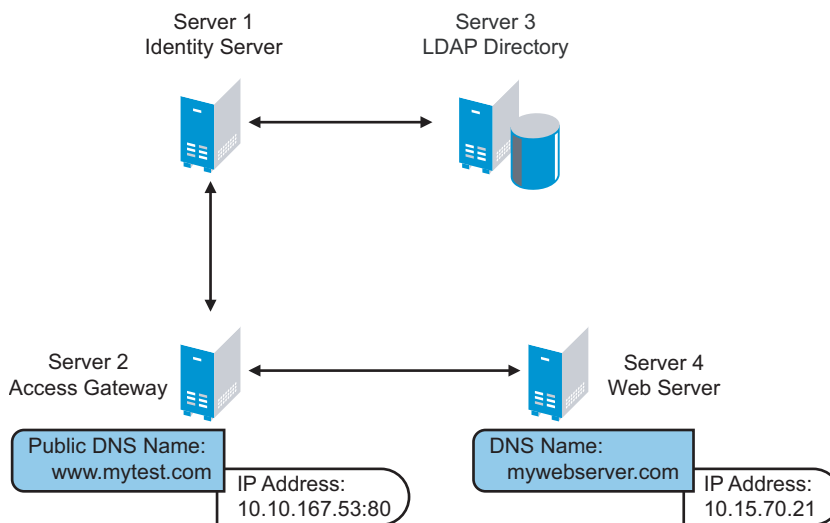 Server 1
Identity Server
Server 3
LDAP Directory
Server 2
Access Gateway
Server 4
Web Server
Public DNS Name:
www.mytest.com
IP Address:
10.10.167.53:80
DNS Name:
mywebserver.com
IP Address:
10.15.70.21